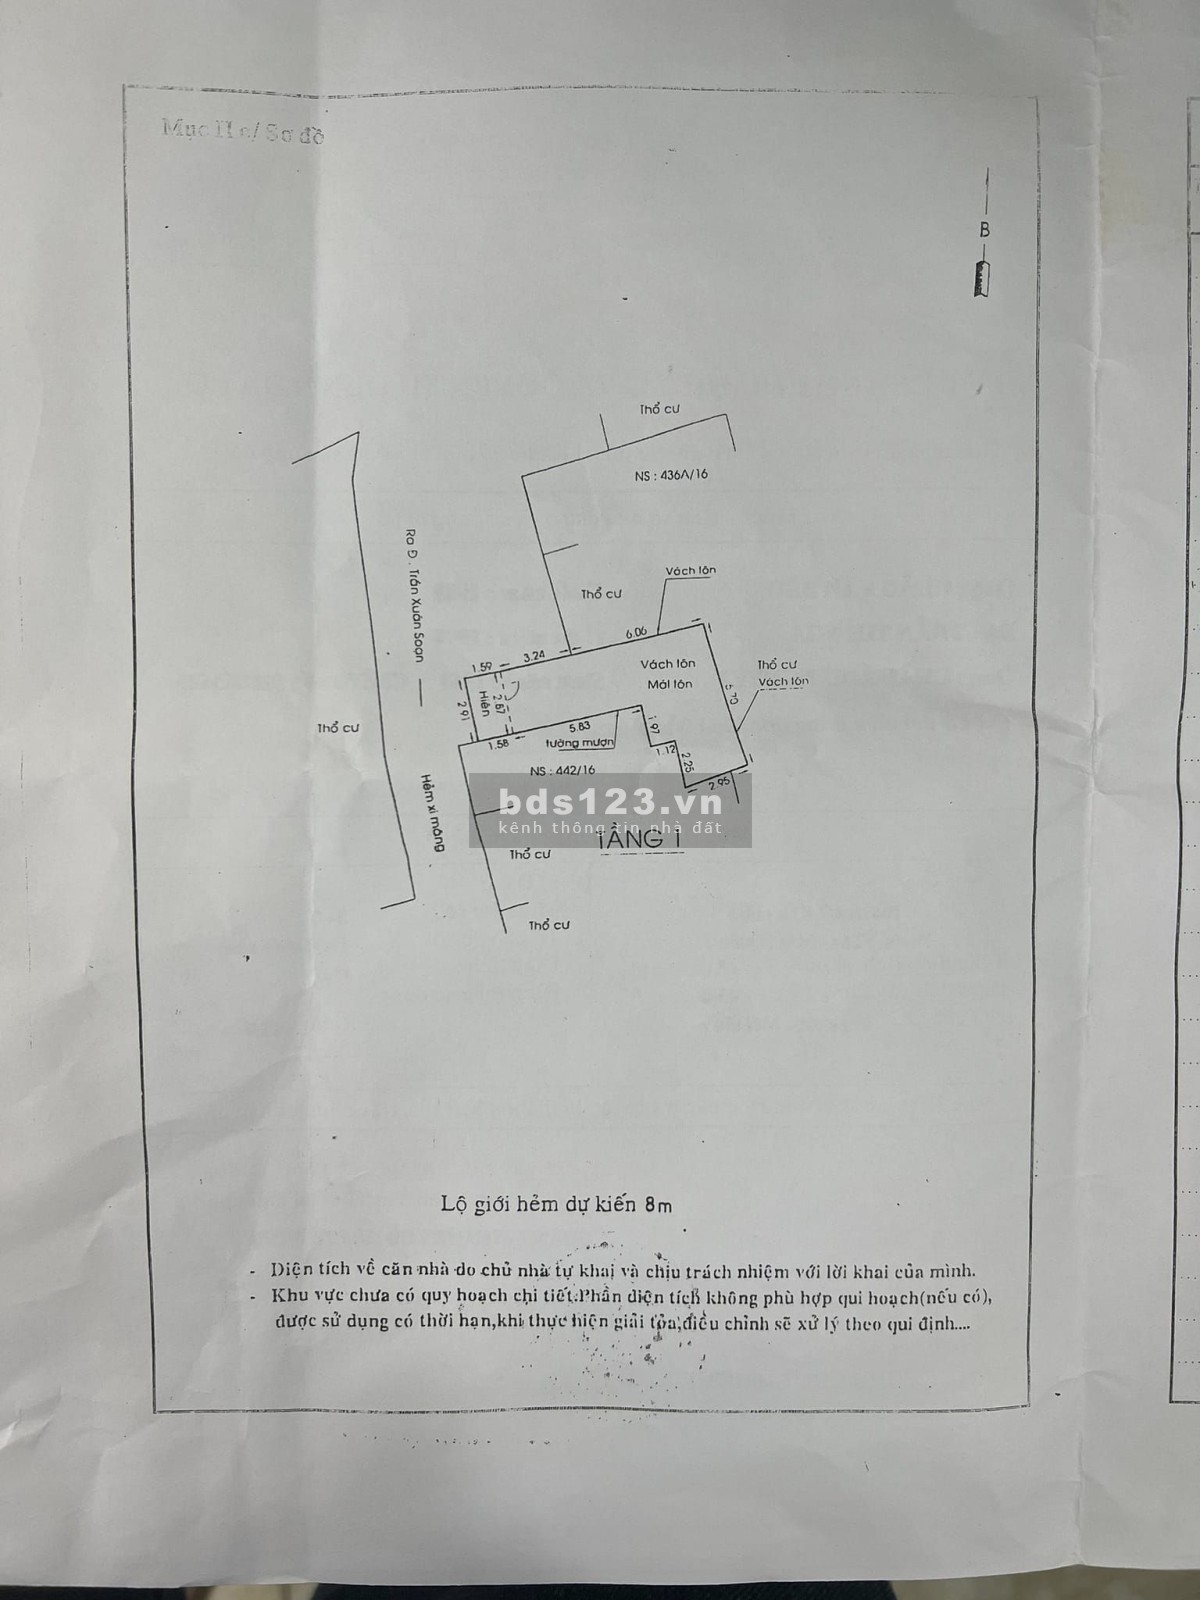 Mục II c/ Sơ đồ
B
Thổ cư
NS : 436A/16
Ra Đ . Trần Xuân Soạn
Vách tôn
Thổ cư
6.06
3.24
1.59
Vách tôn
Mái tôn
Thổ cư
Vách tôn
5.70
Hiên
2.87
2.91
5.83
1.97
1.58
tường mượn
1.12
2.25
2.95
Thổ cư
NS : 442/16
Hẻm xi măng
bds123.vn
kênh thông tin nhà đất
TẦNG 1
Thổ cư
Thổ cư
Lộ giới hẻm dự kiến 8m
- Diện tích về căn nhà do chủ nhà tự khai và chịu trách nhiệm với lời khai của mình.
- Khu vực chưa có quy hoạch chi tiết.Phần diện tích không phù hợp qui hoạch(nếu có),
được sử dụng có thời hạn,khi thực hiện giải tỏa,điều chỉnh sẽ xử lý theo qui định....